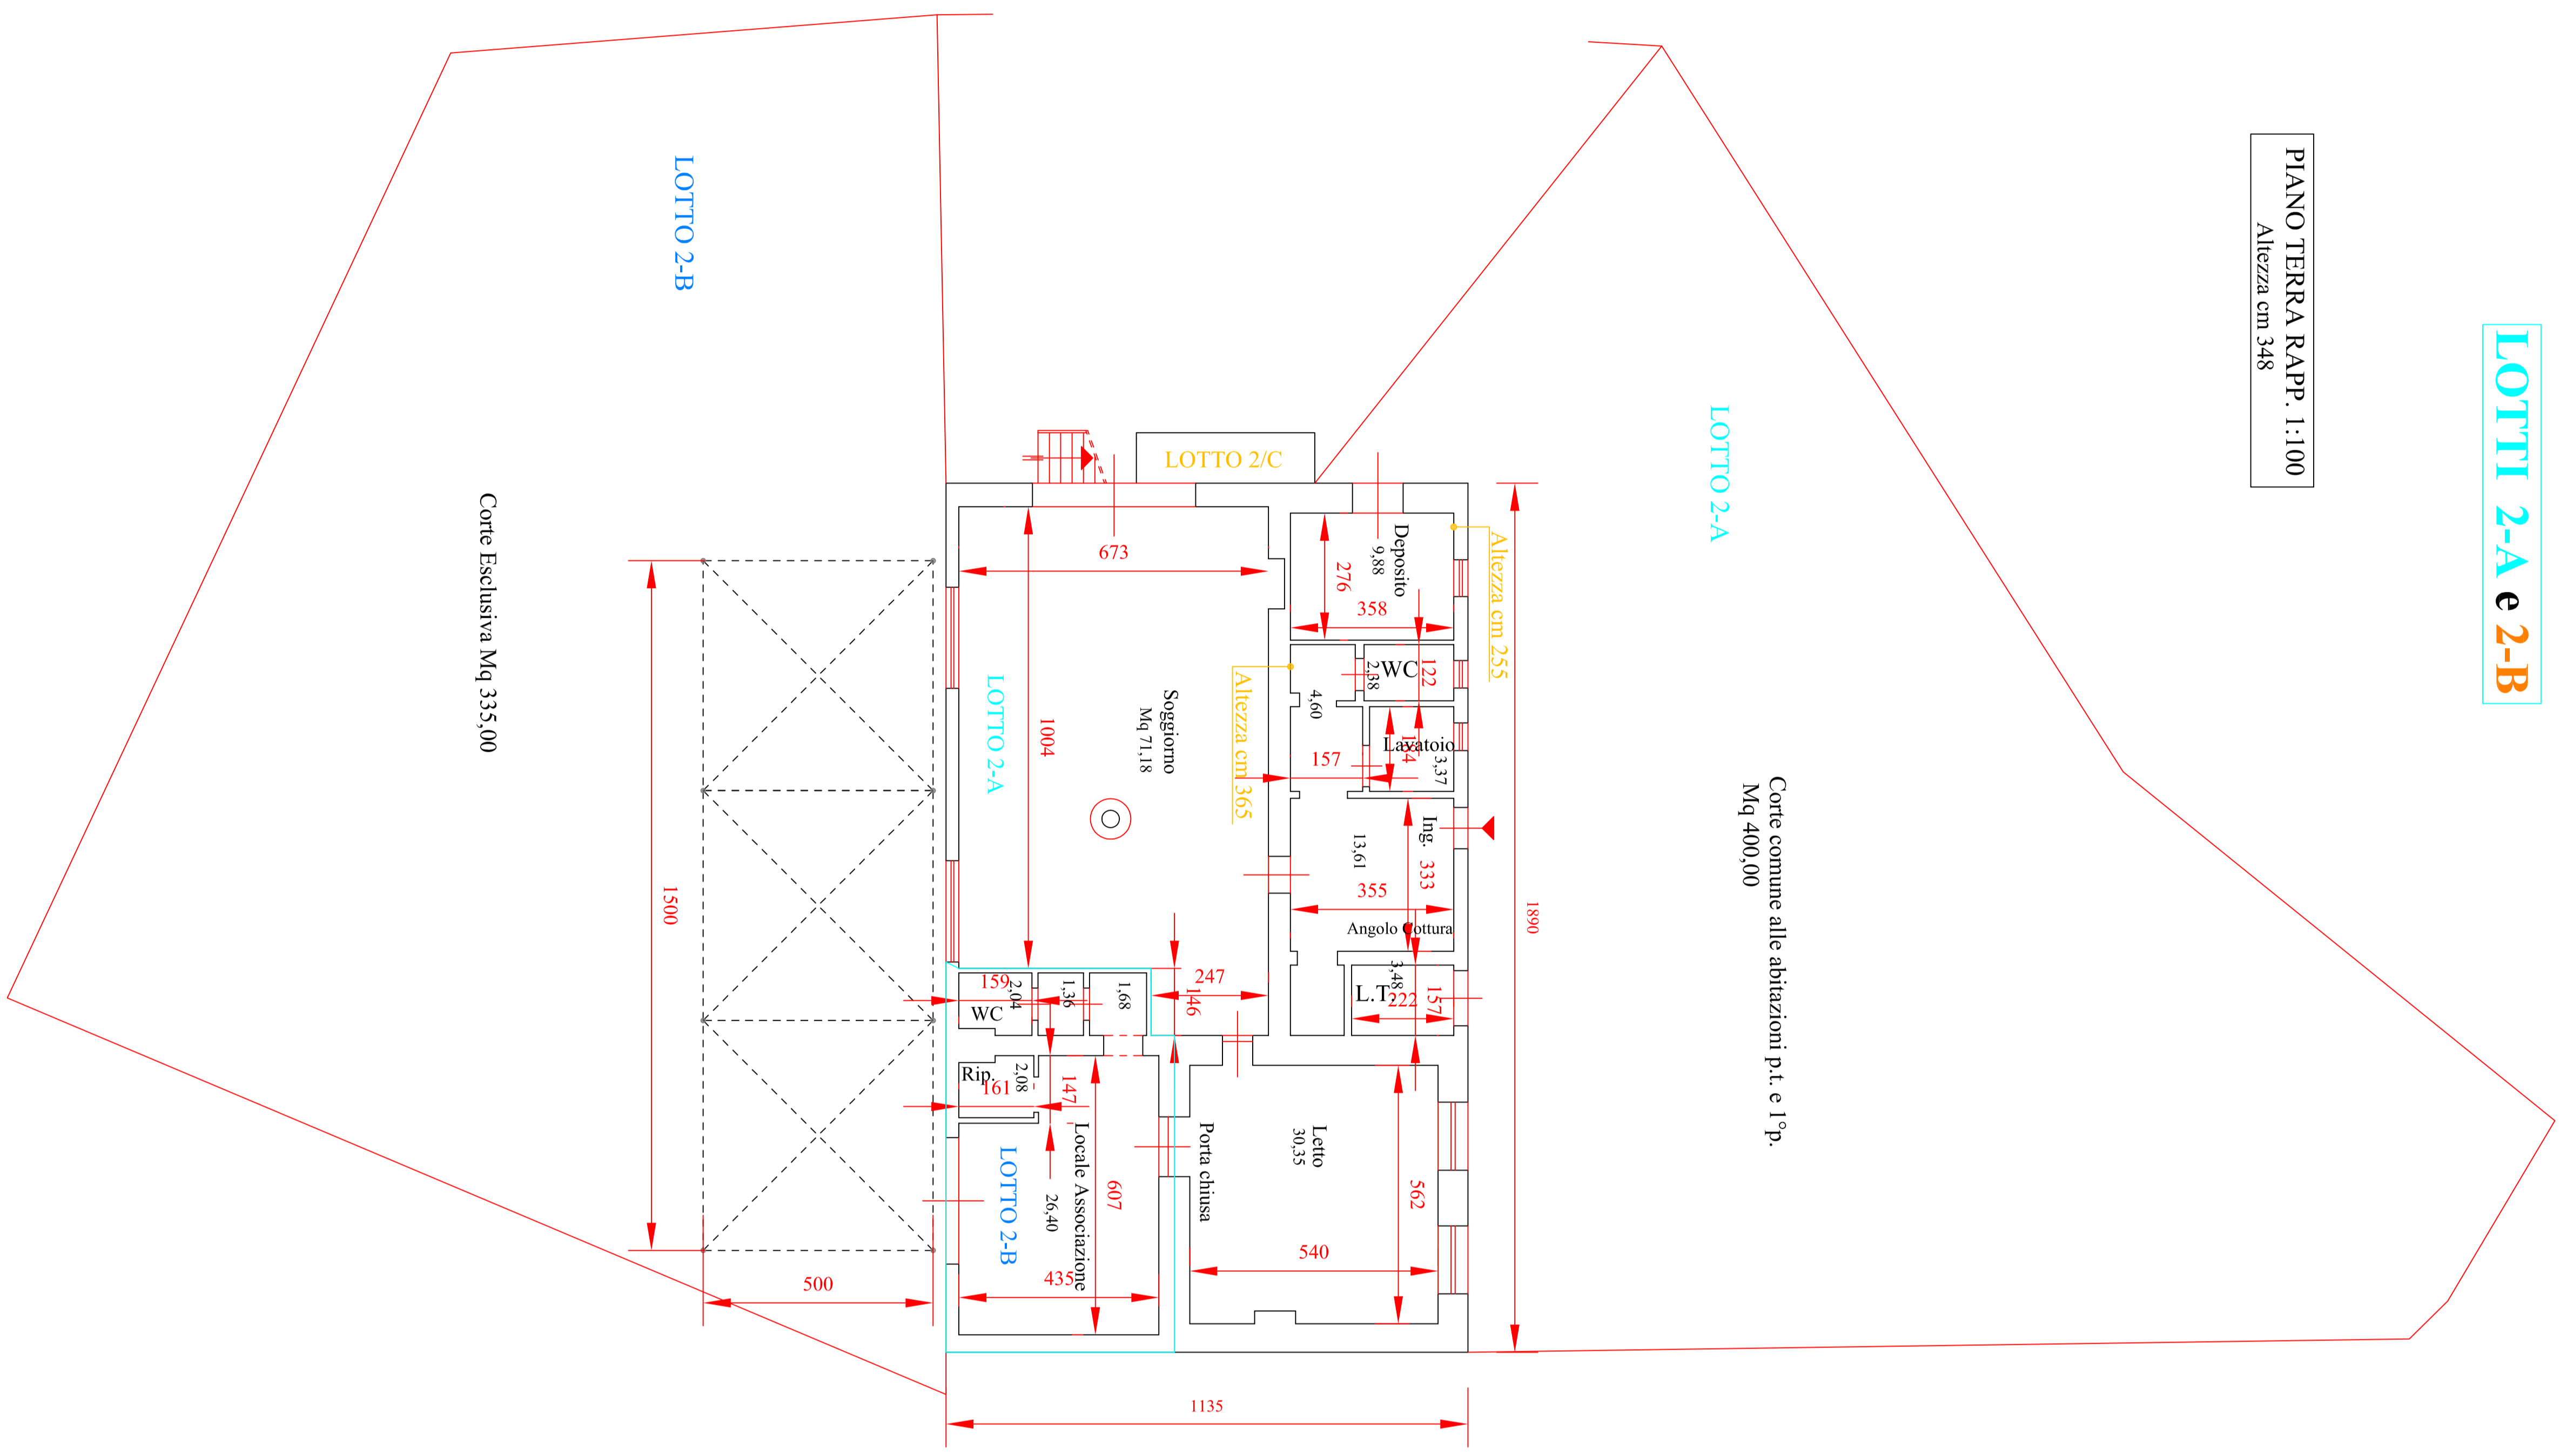 LOTTI 2-A e 2-B
PIANO TERRA RAPP. 1:100
Altezza cm 348
LOTTO 2-A
Corte comune alle abitazioni p.t. e 1°p.
Mq 400,00
LOTTO 2-B
Corte Esclusiva Mq 335,00
LOTTO 2/C
Altezza cm 255
Altezza cm 365
Deposito
9,88
276
358
WC
2,38
122
4,60
Lavatoio
3,37
184
157
Ing.
13,61
333
355
Angolo Cottura
L.T.
3,48
222
157
673
1004
Soggiorno
Mq 71,18
LOTTO 2-A
247
146
159
2,04
WC
1,36
1,68
Rip.
2,08
161
147
Locale Associazione
26,40
LOTTO 2-B
607
435
Porta chiusa
Letto
30,35
562
540
1890
1135
1500
500